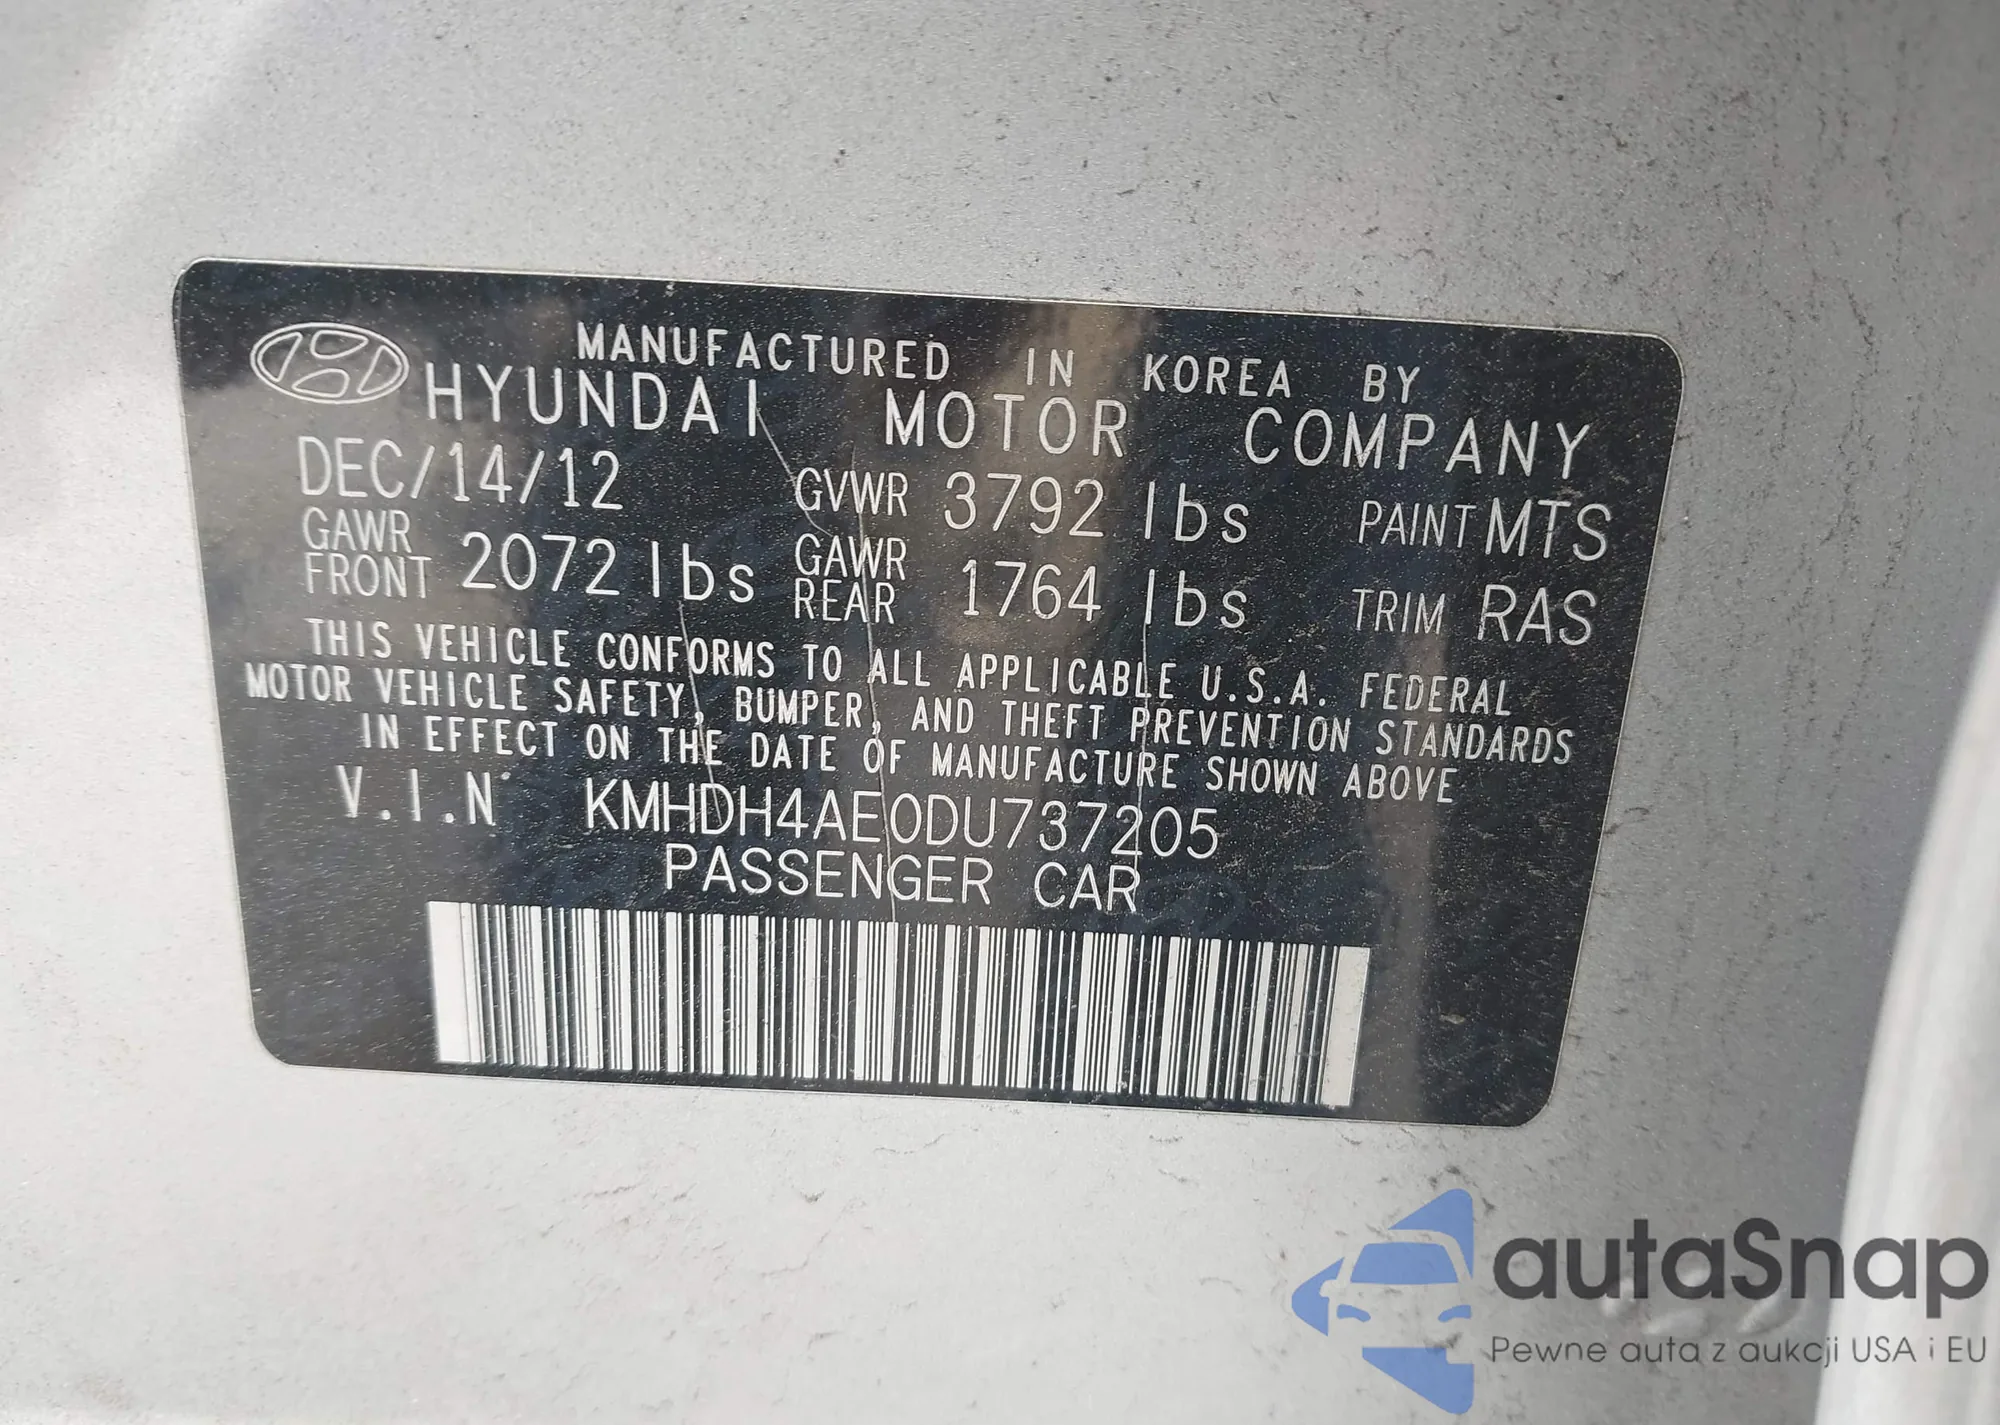 MANUFACTURED IN KOREA BY
HYUNDAI MOTOR COMPANY
DEC/14/12 GVWR 3792 lbs PAINT MTS
GAWR FRONT 2072 lbs GAWR REAR 1764 lbs TRIM RAS
THIS VEHICLE CONFORMS TO ALL APPLICABLE U.S.A. FEDERAL
MOTOR VEHICLE SAFETY, BUMPER, AND THEFT PREVENTION STANDARDS
IN EFFECT ON THE DATE OF MANUFACTURE SHOWN ABOVE
V.I.N KMHDH4AE0DU737205
PASSENGER CAR
autaSnap
Pewne auta z aukcji USA i EU